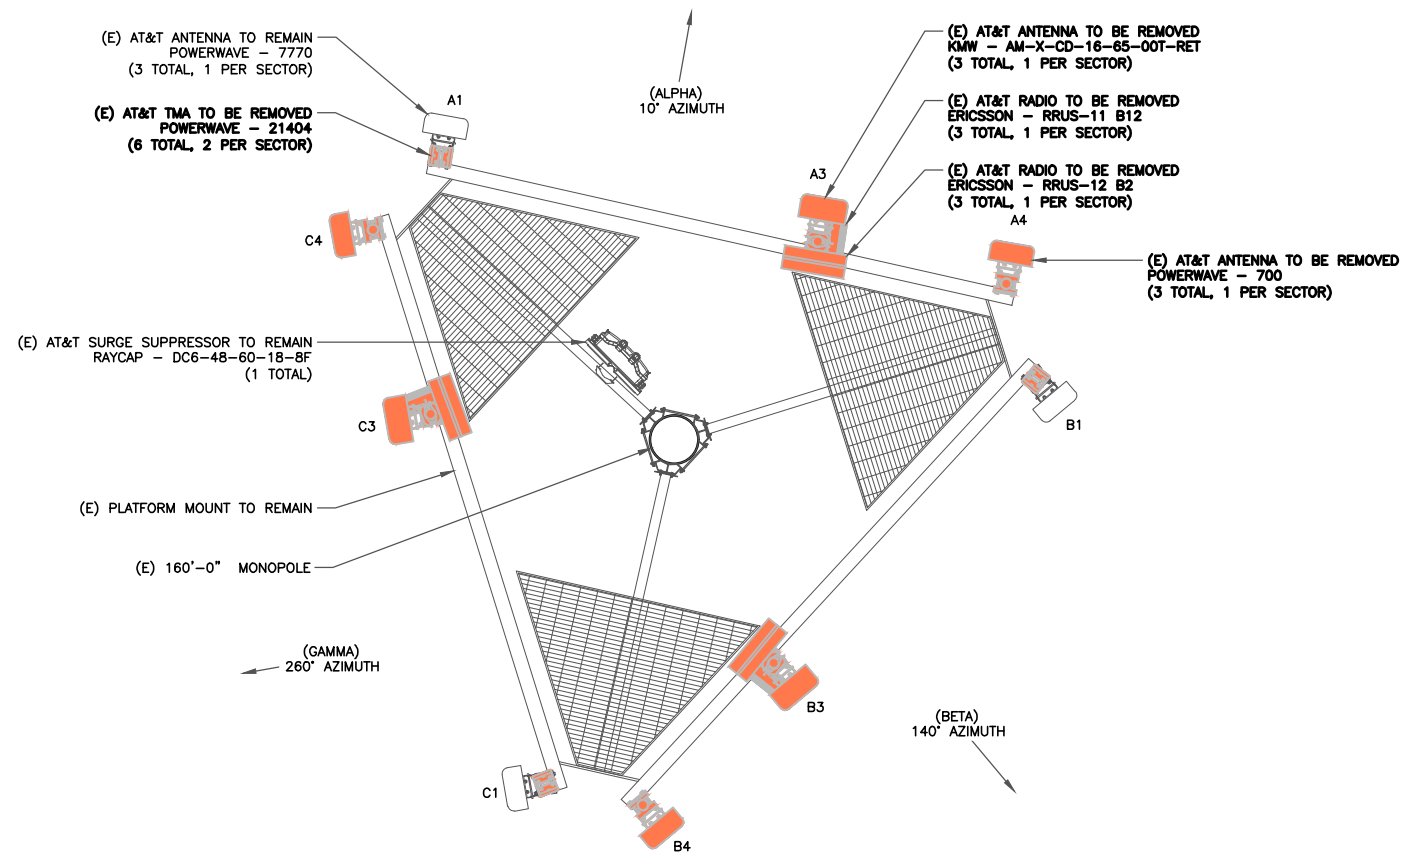 (E) AT&T ANTENNA TO REMAIN
POWERWAVE - 7770
(3 TOTAL, 1 PER SECTOR)
(E) AT&T TMA TO BE REMOVED
POWERWAVE - 21404
(6 TOTAL, 2 PER SECTOR)
A1
(ALPHA)
10° AZIMUTH
(E) AT&T ANTENNA TO BE REMOVED
KMW - AM-X-CD-16-65-00T-RET
(3 TOTAL, 1 PER SECTOR)
(E) AT&T RADIO TO BE REMOVED
ERICSSON - RRUS-11 B12
(3 TOTAL, 1 PER SECTOR)
(E) AT&T RADIO TO BE REMOVED
ERICSSON - RRUS-12 B2
(3 TOTAL, 1 PER SECTOR)
A3
A4
(E) AT&T ANTENNA TO BE REMOVED
POWERWAVE - 700
(3 TOTAL, 1 PER SECTOR)
C4
(E) AT&T SURGE SUPPRESSOR TO REMAIN
RAYCAP - DC6-48-60-18-8F
(1 TOTAL)
C3
B1
(E) PLATFORM MOUNT TO REMAIN
(E) 160'-0" MONOPOLE
(GAMMA)
260° AZIMUTH
B3
(BETA)
140° AZIMUTH
C1
B4